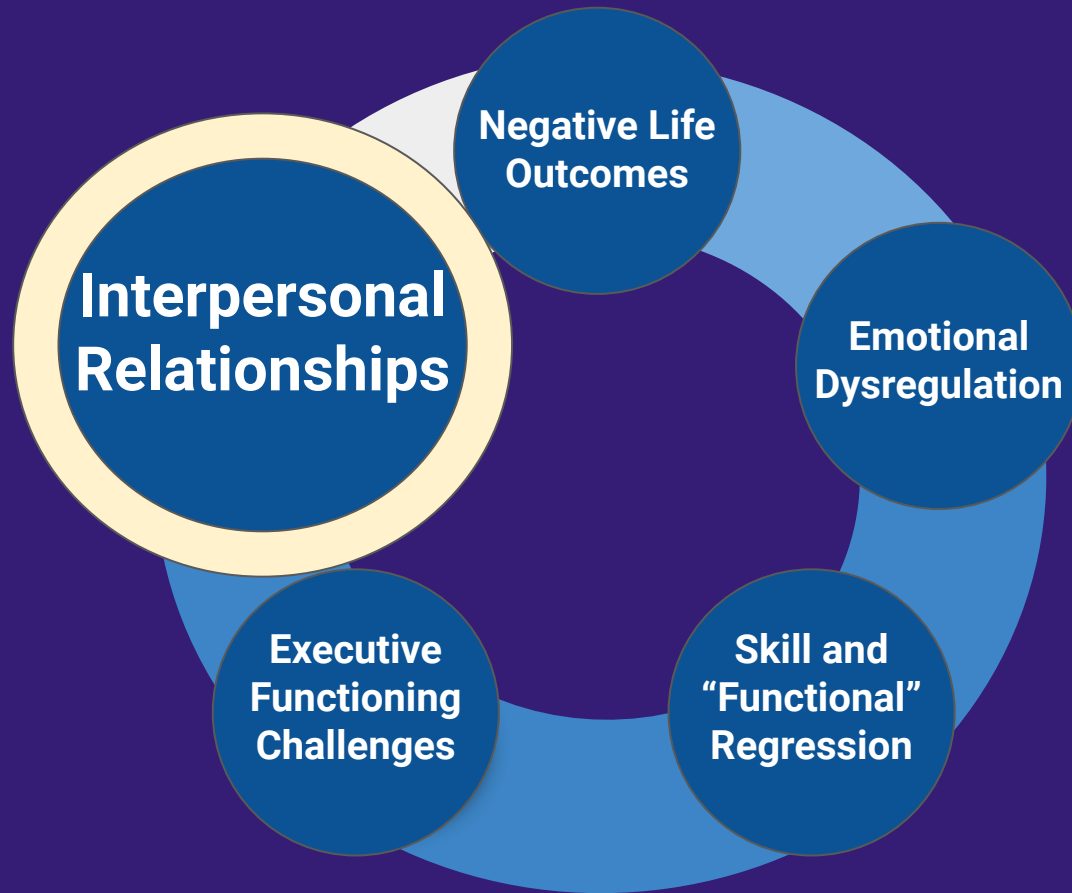 Negative Life
Outcomes
Interpersonal
Relationships
Emotional
Dysregulation
Executive
Functioning
Challenges
Skill and
“Functional”
Regression